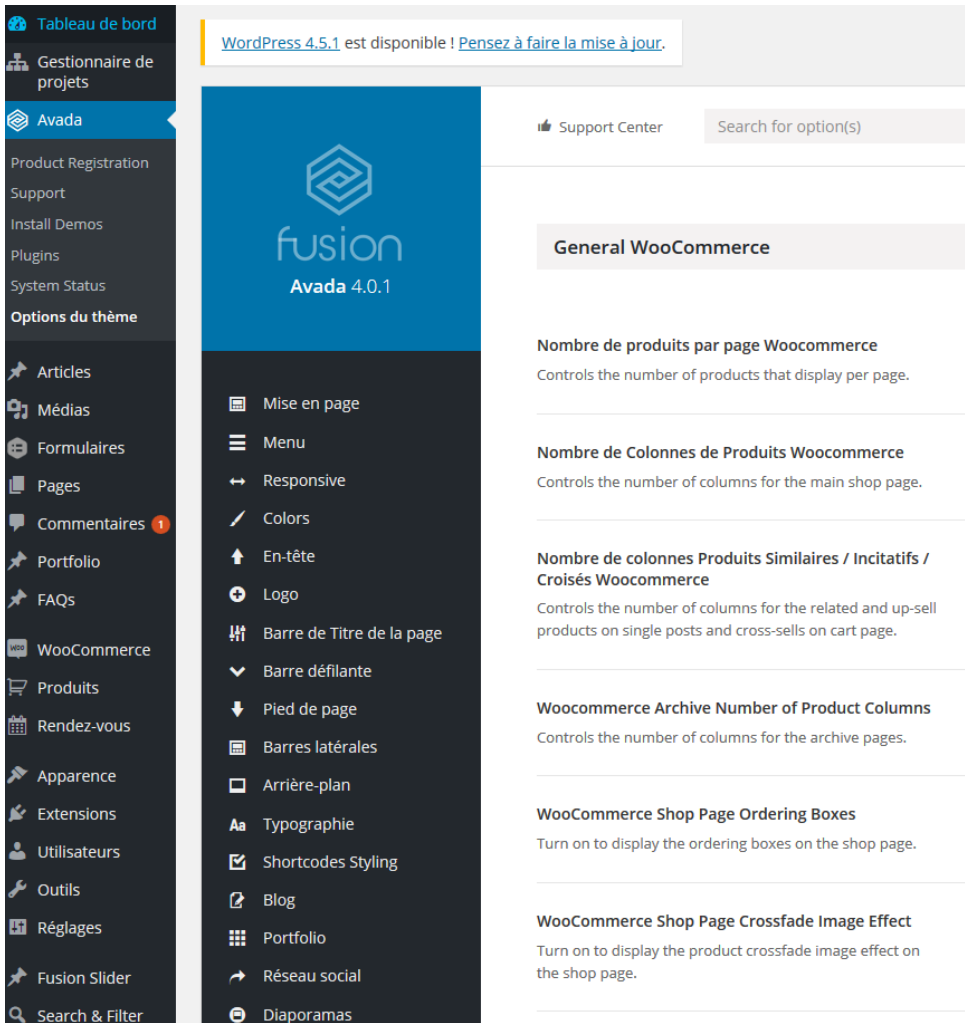 Tableau de bord
Gestionnaire de
projets
Avada
Product Registration
Support
Install Demos
Plugins
System Status
Options du thème
Articles
Médias
Formulaires
Pages
Commentaires 1
Portfolio
FAQs
WooCommerce
Produits
Rendez-vous
Apparence
Extensions
Utilisateurs
Outils
Réglages
Fusion Slider
Search & Filter
WordPress 4.5.1 est disponible ! Pensez à faire la mise à jour.
fusion
Avada 4.0.1
Mise en page
Menu
Responsive
Colors
En-tête
Logo
Barre de Titre de la page
Barre défilante
Pied de page
Barres latérales
Arrière-plan
Aa Typographie
Shortcodes Styling
Blog
Portfolio
Réseau social
Diaporamas
Support Center
Search for option(s)
General WooCommerce
Nombre de produits par page Woocommerce
Controls the number of products that display per page.
Nombre de Colonnes de Produits Woocommerce
Controls the number of columns for the main shop page.
Nombre de colonnes Produits Similaires / Incitatifs /
Croisés Woocommerce
Controls the number of columns for the related and up-sell
products on single posts and cross-sells on cart page.
Woocommerce Archive Number of Product Columns
Controls the number of columns for the archive pages.
WooCommerce Shop Page Ordering Boxes
Turn on to display the ordering boxes on the shop page.
WooCommerce Shop Page Crossfade Image Effect
Turn on to display the product crossfade image effect on
the shop page.